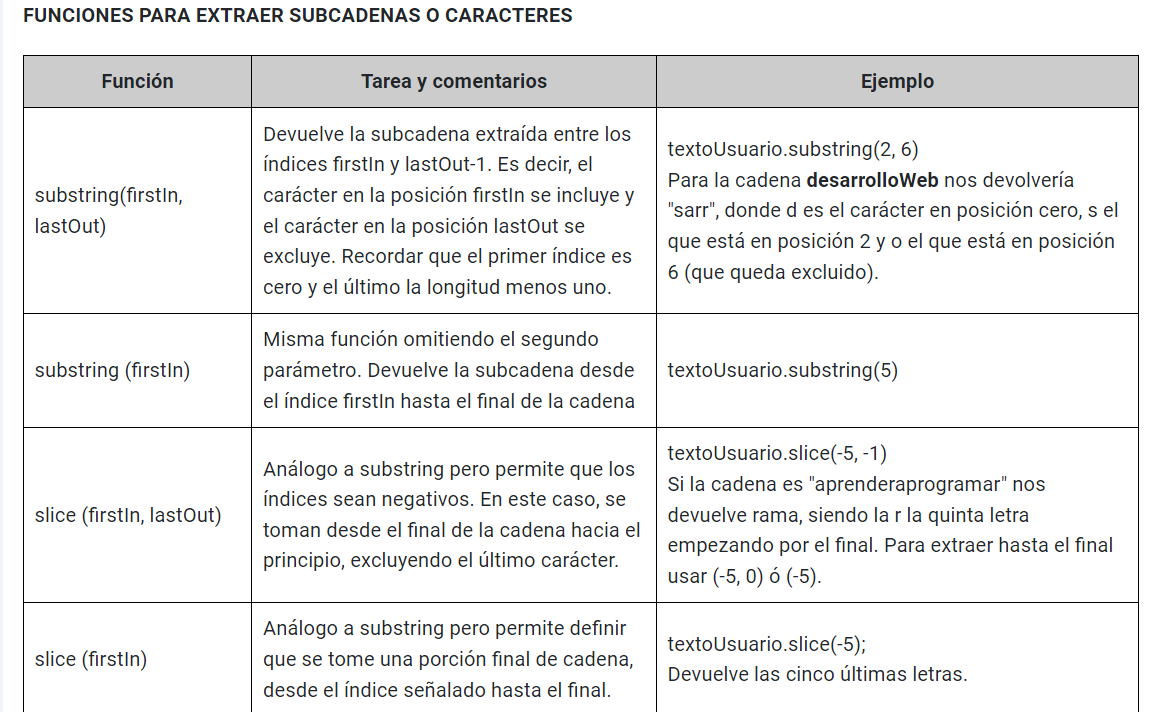 FUNCIONES PARA EXTRAER SUBCADENAS O CARACTERES
Función
Tarea y comentarios
Ejemplo
substring(firstIn,
lastOut)
Devuelve la subcadena extraída entre los
índices firstIn y lastOut-1. Es decir, el
carácter en la posición firstIn se incluye y
el carácter en la posición lastOut se
excluye. Recordar que el primer índice es
cero y el último la longitud menos uno.
textoUsuario.substring(2, 6)
Para la cadena desarrolloWeb nos devolvería
"sarr", donde d es el carácter en posición cero, s el
que está en posición 2 y o el que está en posición
6 (que queda excluido).
substring (firstIn)
Misma función omitiendo el segundo
parámetro. Devuelve la subcadena desde
el índice firstIn hasta el final de la cadena
textoUsuario.substring(5)
slice (firstIn, lastOut)
Análogo a substring pero permite que los
índices sean negativos. En este caso, se
toman desde el final de la cadena hacia el
principio, excluyendo el último carácter.
textoUsuario.slice(-5, -1)
Si la cadena es "aprenderaprogramar" nos
devuelve rama, siendo la r la quinta letra
empezando por el final. Para extraer hasta el final
usar (-5, 0) ó (-5).
slice (firstIn)
Análogo a substring pero permite definir
que se tome una porción final de cadena,
desde el índice señalado hasta el final.
textoUsuario.slice(-5);
Devuelve las cinco últimas letras.